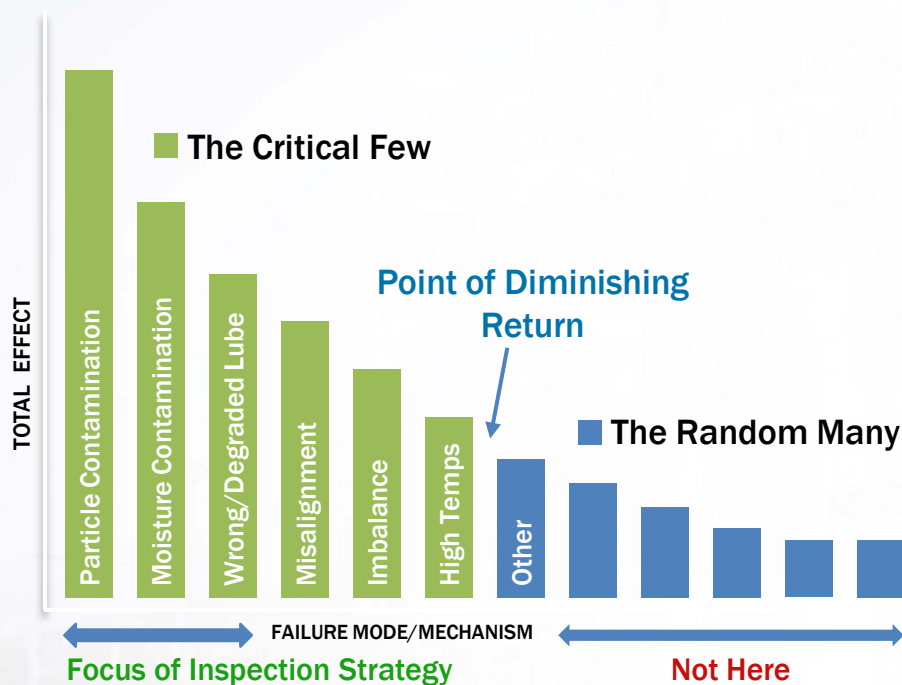 The Critical Few
Point of Diminishing
Return
The Random Many
TOTAL EFFECT
Particle Contamination
Moisture Contamination
Wrong/Degraded Lube
Misalignment
Imbalance
High Temps
Other
FAILURE MODE/MECHANISM
Focus of Inspection Strategy
Not Here